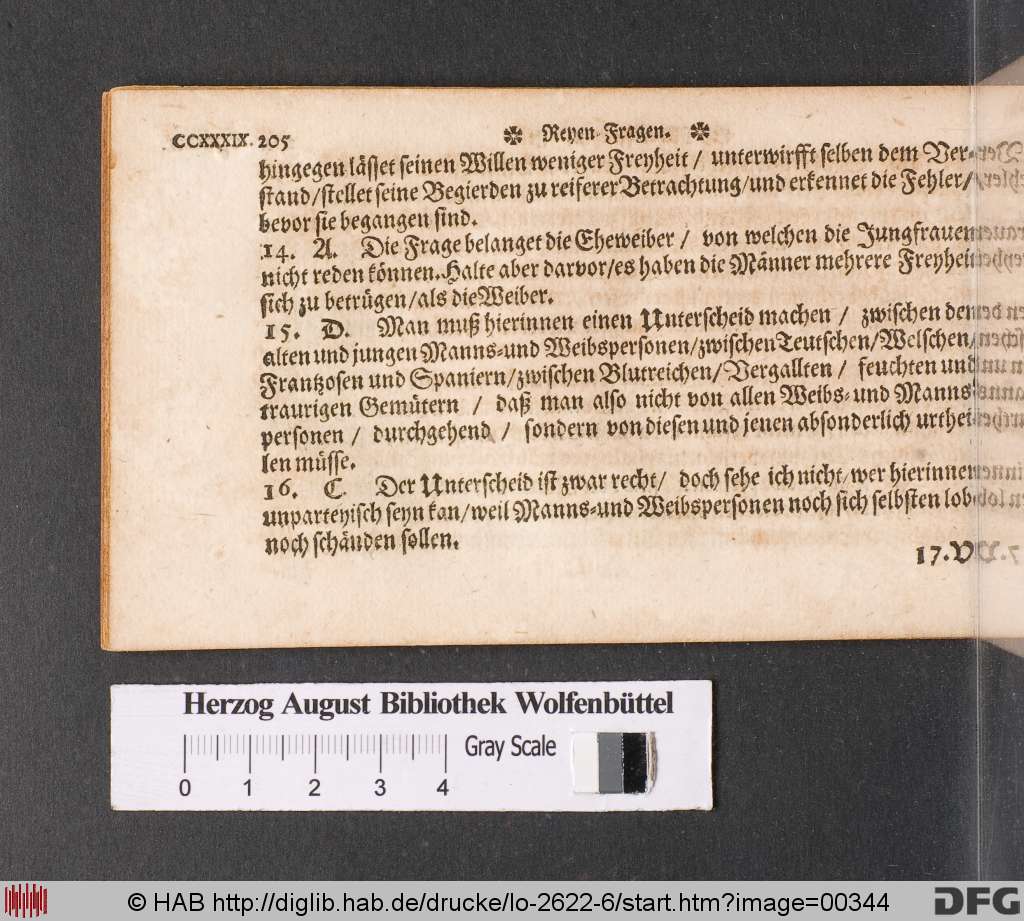 CCXXXIX. 205
✼ Reyen-Fragen. ✼
hingegen lässet seinen Willen weniger Freyheit / unterwirfft selben dem Ver-
stand/stellet seine Begierden zu reiferer Betrachtung/und erkennet die Fehler/
bevor sie begangen sind.
14. A. Die Frage belanget die Eheweiber / von welchen die Jungfrauen
nicht reden können. Halte aber darvor/es haben die Männer mehrere Freyheit
sich zu betrügen/als die Weiber.
15. D. Man muß hierinnen einen Unterscheid machen / zwischen den
alten und jungen Manns-und Weibspersonen/zwischen Teutschen/Welschen/
Frantzosen und Spaniern/zwischen Blutreichen/Vergallten / feuchten und
traurigen Gemütern / daß man also nicht von allen Weibs- und Manns
personen / durchgehend / sondern von diesen und jenen absonderlich urthei-
len müsse.
16. C. Der Unterscheid ist zwar recht/ doch sehe ich nicht/wer hierinnen
unparteyisch seyn kan/weil Manns-und Weibspersonen noch sich selbsten lob
noch schänden sollen.
17. V
Herzog August Bibliothek Wolfenbüttel
0 1 2 3 4 Gray Scale
© HAB http://diglib.hab.de/drucke/lo-2622-6/start.htm?image=00344
DFG